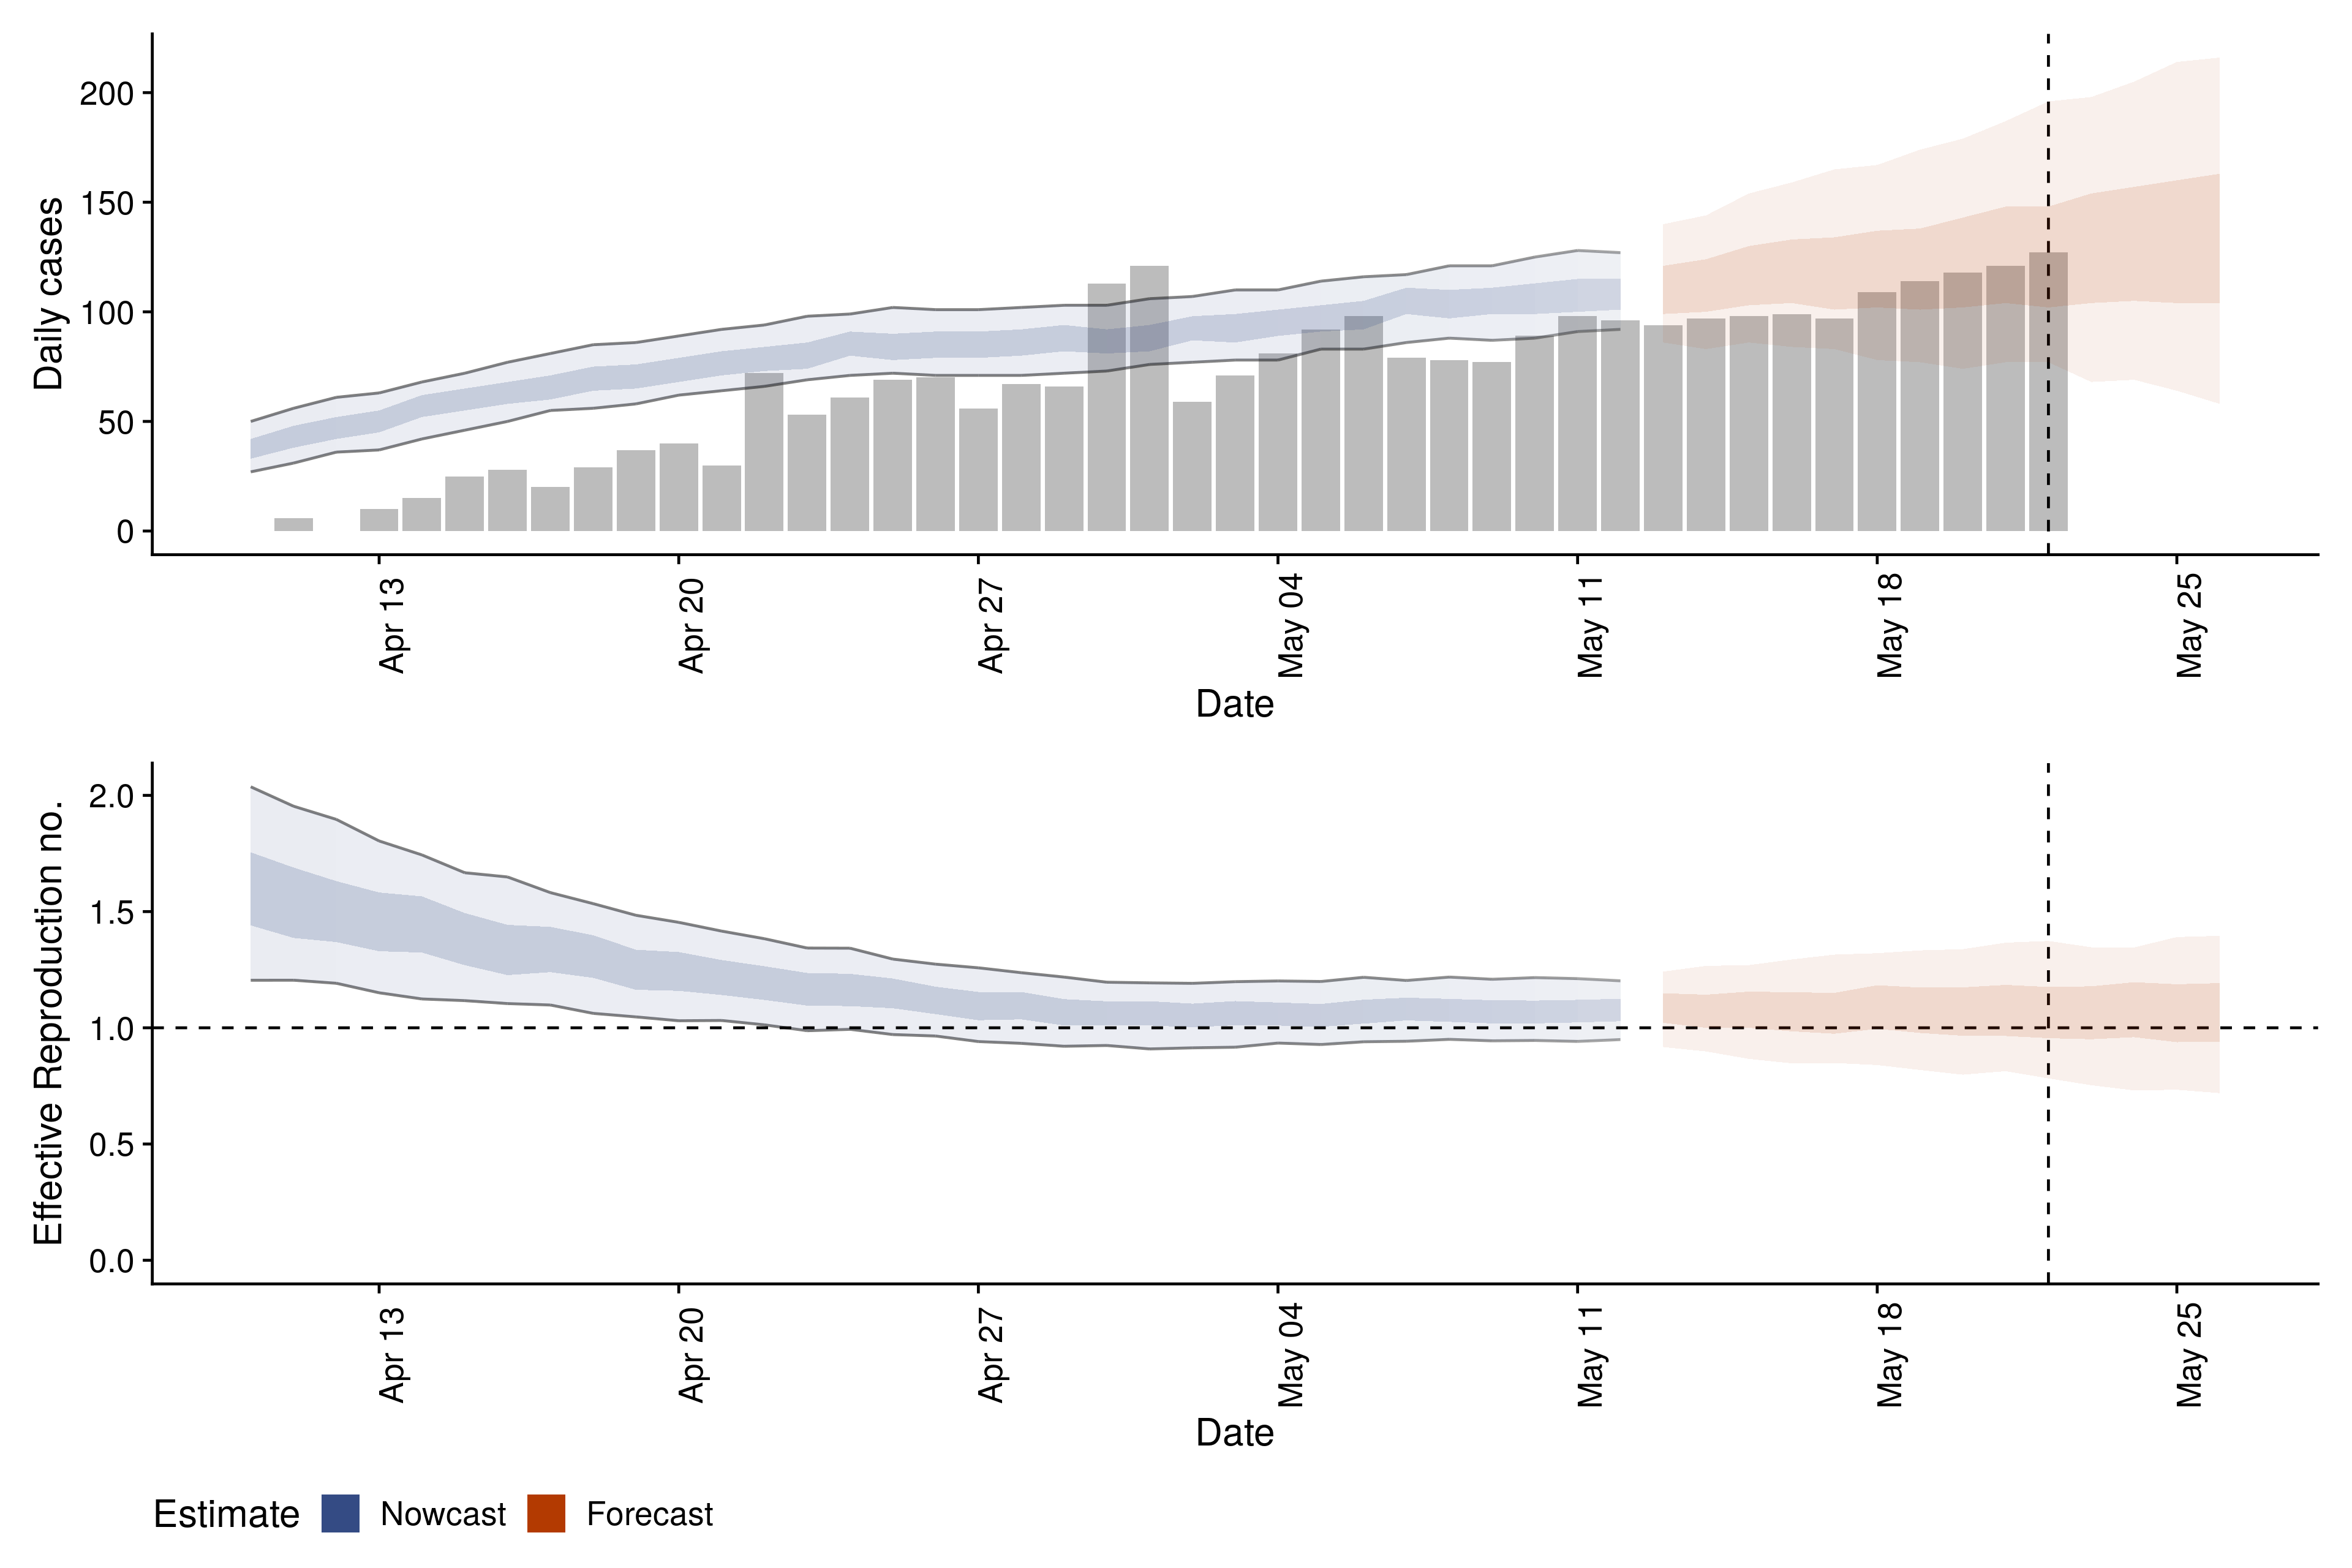 Daily cases
200
150
100
50
0
Apr 13
Apr 20
Apr 27
May 04
May 11
May 18
May 25
Date
Effective Reproduction no.
2.0
1.5
1.0
0.5
0.0
Apr 13
Apr 20
Apr 27
May 04
May 11
May 18
May 25
Date
Estimate Nowcast Forecast